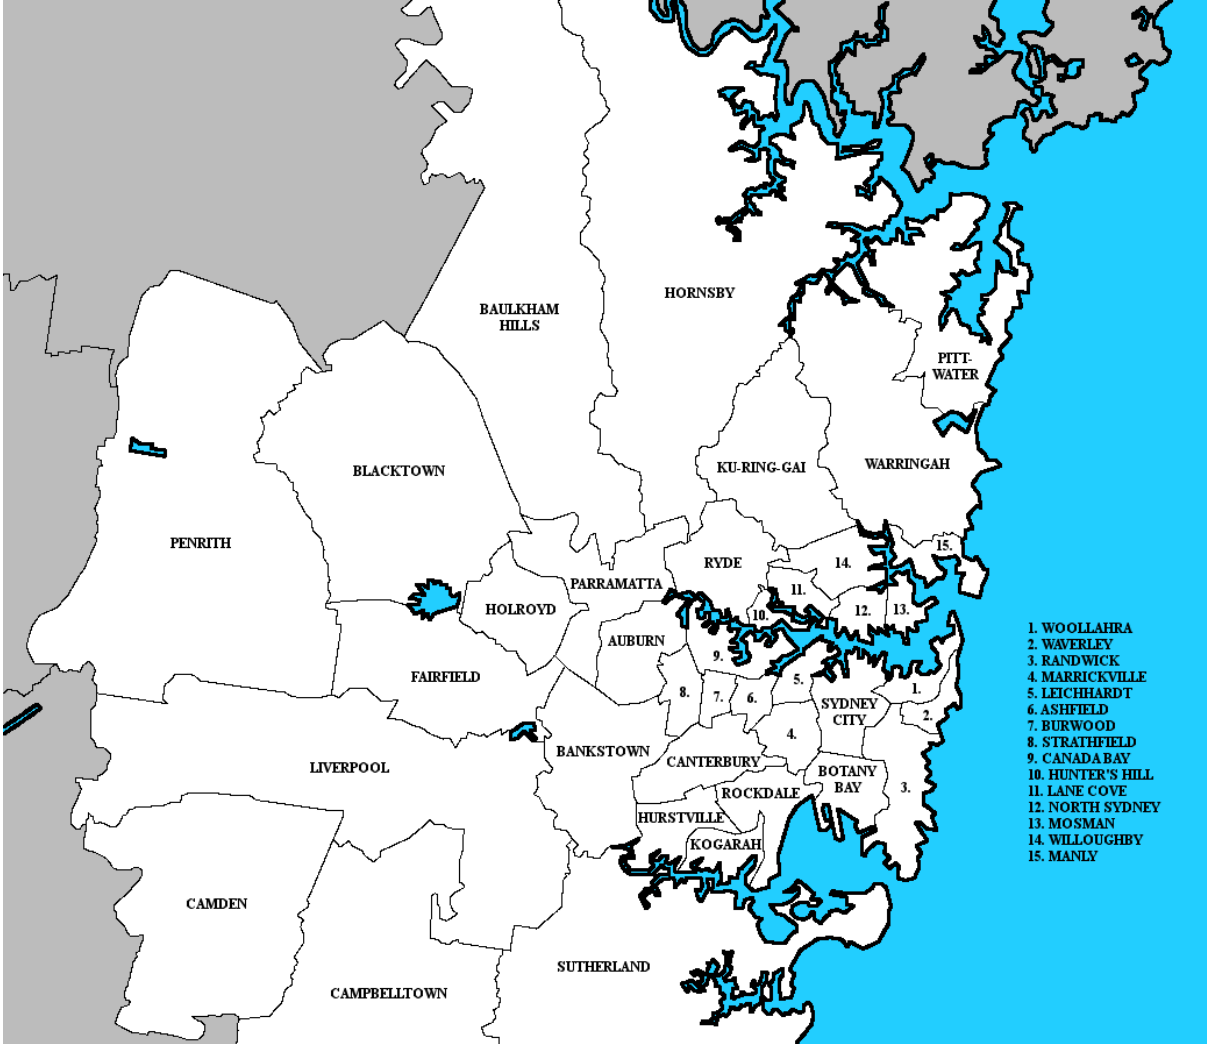 BAULKHAM
HILLS
HORNSBY
PITT-
WATER
BLACKTOWN
KU-RING-GAI
WARRINGAH
PENRITH
15.
RYDE
14.
PARRAMATTA
HOLROYD
11.
10.
12.
13.
AUBURN
9.
FAIRFIELD
8.
7.
6.
5.
1.
SYDNEY
CITY
2.
4.
BANKSTOWN
CANTERBURY
LIVERPOOL
BOTANY
BAY
3.
ROCKDALE
HURSTVILLE
KOGARAH
CAMDEN
SUTHERLAND
CAMPBELLTOWN
1. WOOLLAHRA
2. WAVERLEY
3. RANDWICK
4. MARRICKVILLE
5. LEICHHARDT
6. ASHFIELD
7. BURWOOD
8. STRATHFIELD
9. CANADA BAY
10. HUNTER'S HILL
11. LANE COVE
12. NORTH SYDNEY
13. MOSMAN
14. WILLOUGHBY
15. MANLY